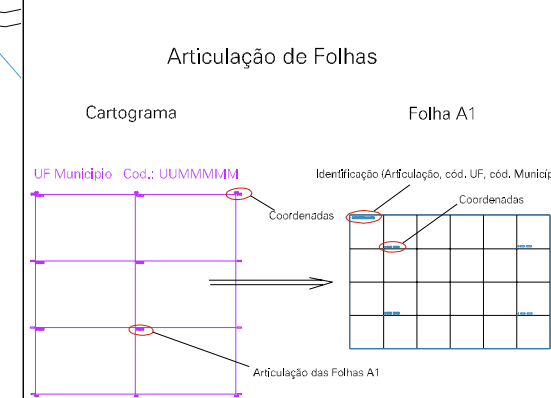 Articulação de Folhas
Cartograma
Folha A1
UF Municipio Cod.: UUMMMMM
Identificação (Articulação, cód. UF, cód. Municíp
Coordenadas
Coordenadas
Articulação das Folhas A1